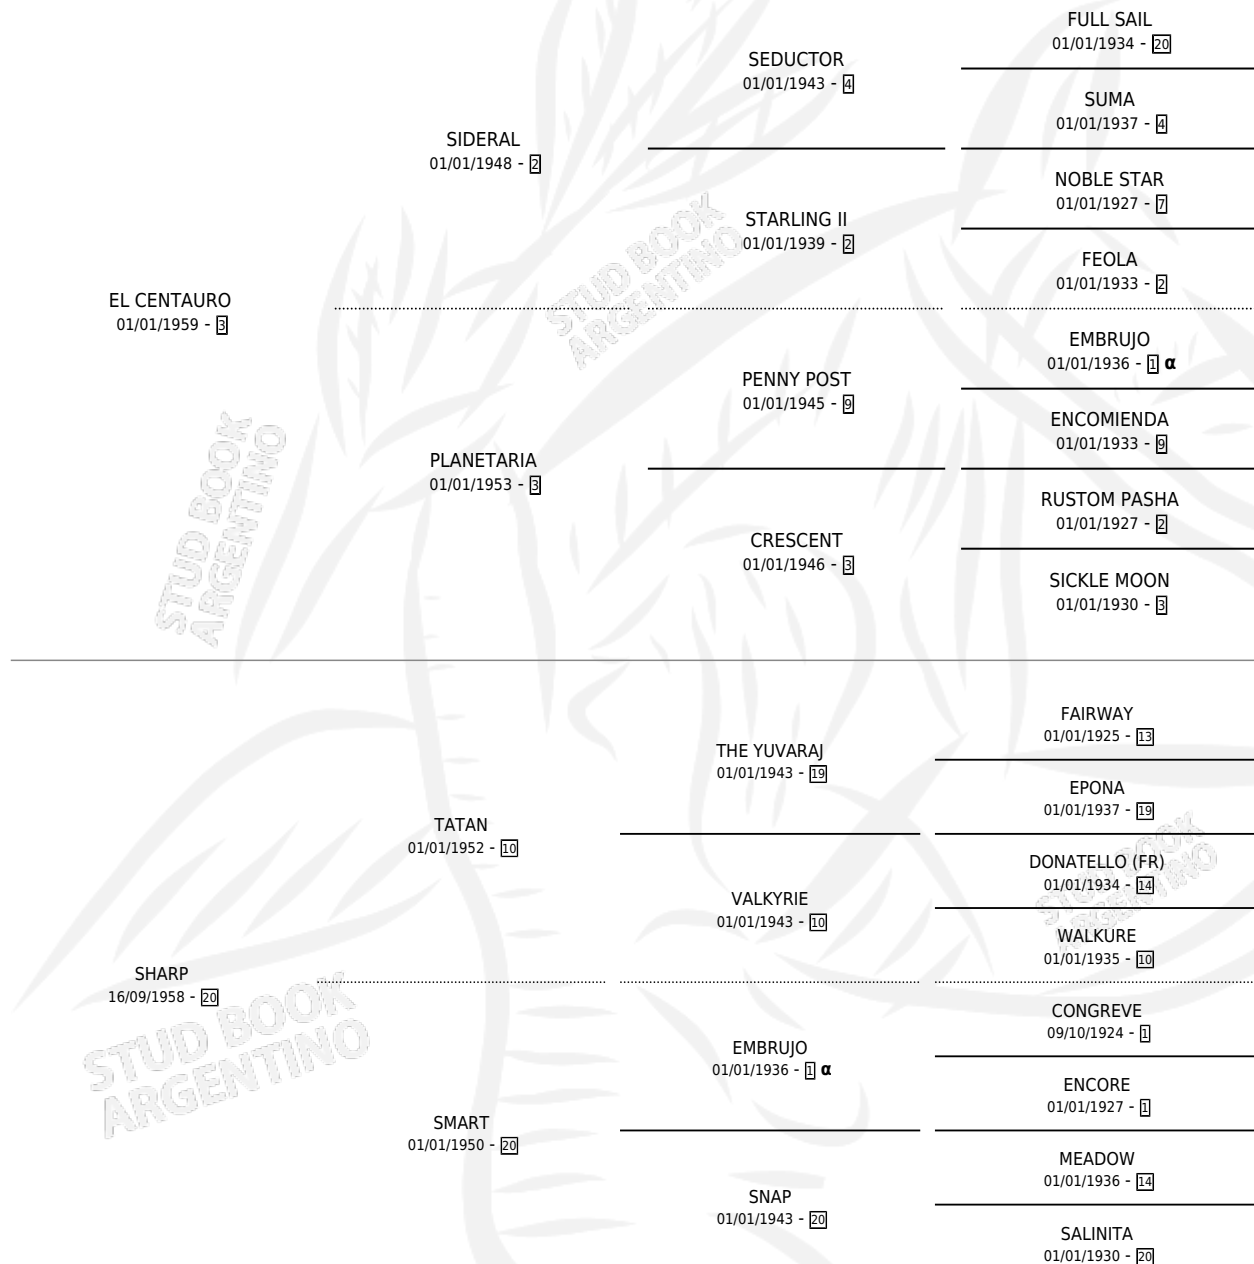 FULL SAIL
01/01/1934 - 20
SEDUCTOR
01/01/1943 - 4
SUMA
01/01/1937 - 4
SIDERAL
01/01/1948 - 2
NOBLE STAR
01/01/1927 - 7
STARLING II
01/01/1939 - 2
FEOLA
01/01/1933 - 2
STUD BOOK
ARGENTINO
EL CENTAURO
01/01/1959 - 3
EMBRUJO
01/01/1936 - 1 α
PENNY POST
01/01/1945 - 9
ENCOMIENDA
01/01/1933 - 9
PLANETARIA
01/01/1953 - 3
RUSTOM PASHA
01/01/1927 - 2
CRESCENT
01/01/1946 - 3
SICKLE MOON
01/01/1930 - 3
STUD BOOK
ARGENTINO
FAIRWAY
01/01/1925 - 13
THE YUVARAJ
01/01/1943 - 19
EPONA
01/01/1937 - 19
TATAN
01/01/1952 - 10
DONATELLO (FR)
01/01/1934 - 14
VALKYRIE
01/01/1943 - 10
WALKURE
01/01/1935 - 10
STUD BOOK
ARGENTINO
SHARP
16/09/1958 - 20
CONGREVE
09/10/1924 - 1
EMBRUJO
01/01/1936 - 1 α
ENCORE
01/01/1927 - 1
STUD BOOK
ARGENTINO
SMART
01/01/1950 - 20
MEADOW
01/01/1936 - 14
SNAP
01/01/1943 - 20
SALINITA
01/01/1930 - 20